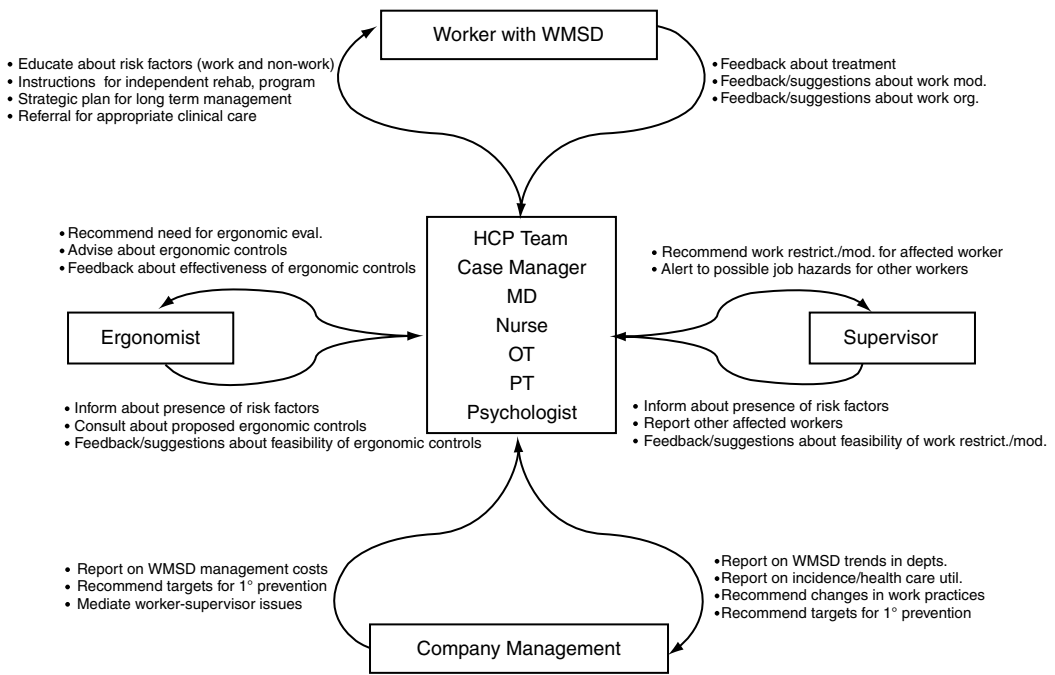 Worker with WMSD
• Educate about risk factors (work and non-work)
• Instructions for independent rehab, program
• Strategic plan for long term management
• Referral for appropriate clinical care
• Feedback about treatment
• Feedback/suggestions about work mod.
• Feedback/suggestions about work org.
• Recommend need for ergonomic eval.
• Advise about ergonomic controls
• Feedback about effectiveness of ergonomic controls
Ergonomist
• Inform about presence of risk factors
• Consult about proposed ergonomic controls
• Feedback/suggestions about feasibility of ergonomic controls
HCP Team
Case Manager
MD
Nurse
OT
PT
Psychologist
• Recommend work restrict./mod. for affected worker
• Alert to possible job hazards for other workers
Supervisor
• Inform about presence of risk factors
• Report other affected workers
• Feedback/suggestions about feasibility of work restrict./mod.
• Report on WMSD management costs
• Recommend targets for 1° prevention
• Mediate worker-supervisor issues
• Report on WMSD trends in depts.
• Report on incidence/health care util.
• Recommend changes in work practices
• Recommend targets for 1° prevention
Company Management